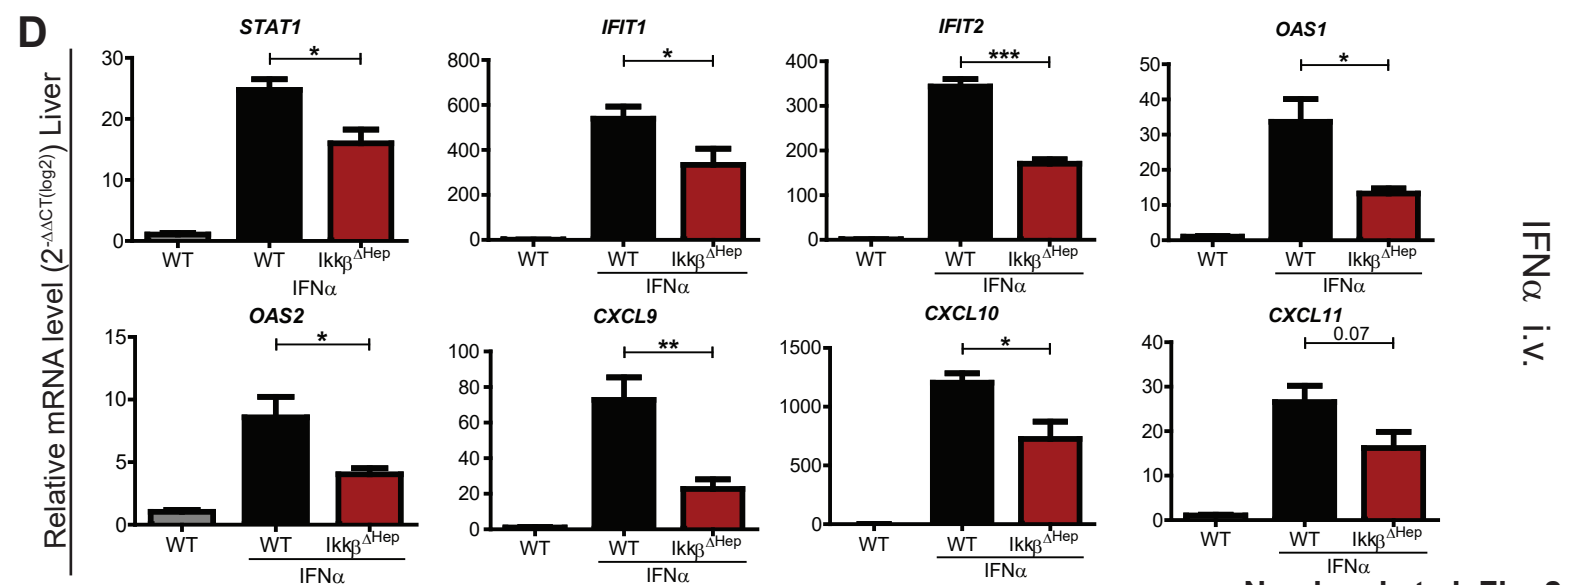 D
Relative mRNA level (2-ΔΔCT(log2)) Liver
STAT1
*
30
20
10
0
WT
WT
IkkβΔHep
IFNα
IFIT1
*
800
600
400
200
0
WT
WT
IkkβΔHep
IFNα
IFIT2
***
400
300
200
100
0
WT
WT
IkkβΔHep
IFNα
OAS1
*
50
40
30
20
10
0
WT
WT
IkkβΔHep
IFNα
OAS2
*
15
10
5
0
WT
WT
IkkβΔHep
IFNα
CXCL9
**
100
80
60
40
20
0
WT
WT
IkkβΔHep
IFNα
CXCL10
*
1500
1000
500
0
WT
WT
IkkβΔHep
IFNα
CXCL11
0.07
40
30
20
10
0
WT
WT
IkkβΔHep
IFNα
IFNα i.v.